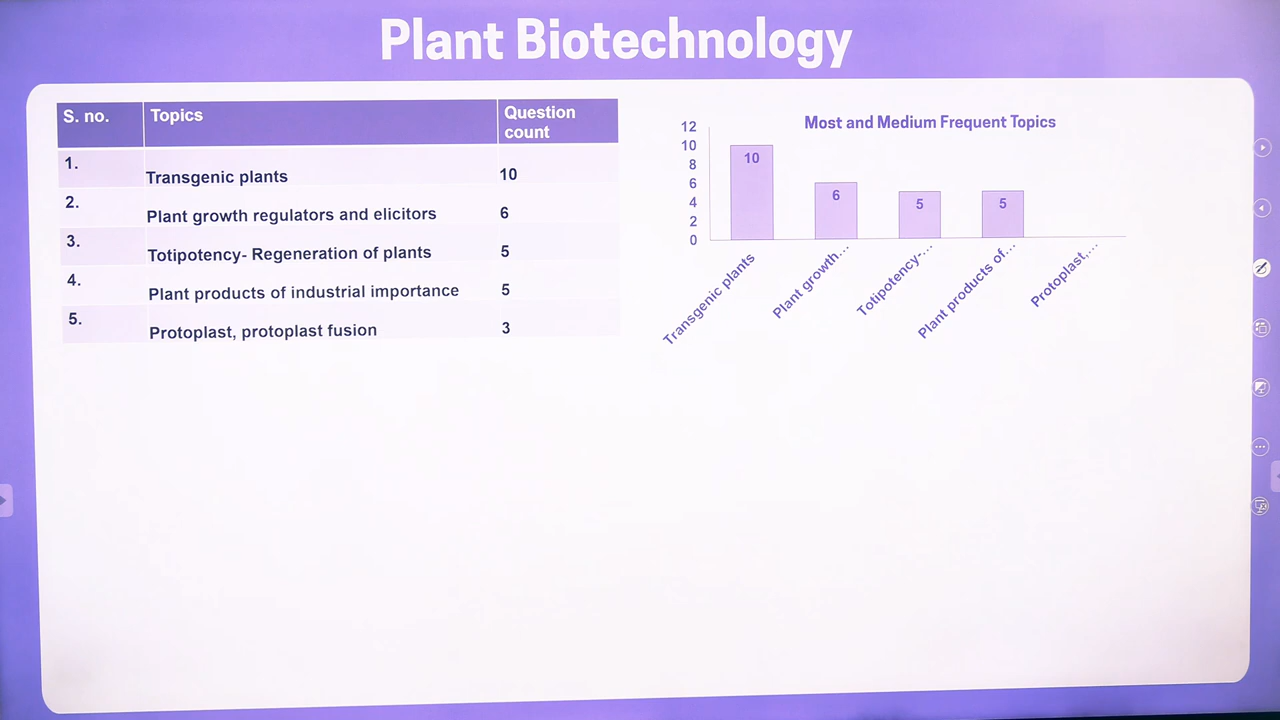 Plant Biotechnology
S. no. Topics Question count
1. Transgenic plants 10
2. Plant growth regulators and elicitors 6
3. Totipotency- Regeneration of plants 5
4. Plant products of industrial importance 5
5. Protoplast, protoplast fusion 3
Most and Medium Frequent Topics
12
10
8
6
4
2
0
10
6
5
5
Transgenic plants
Plant growth...
Totipotency-...
Plant products of...
Protoplast,...